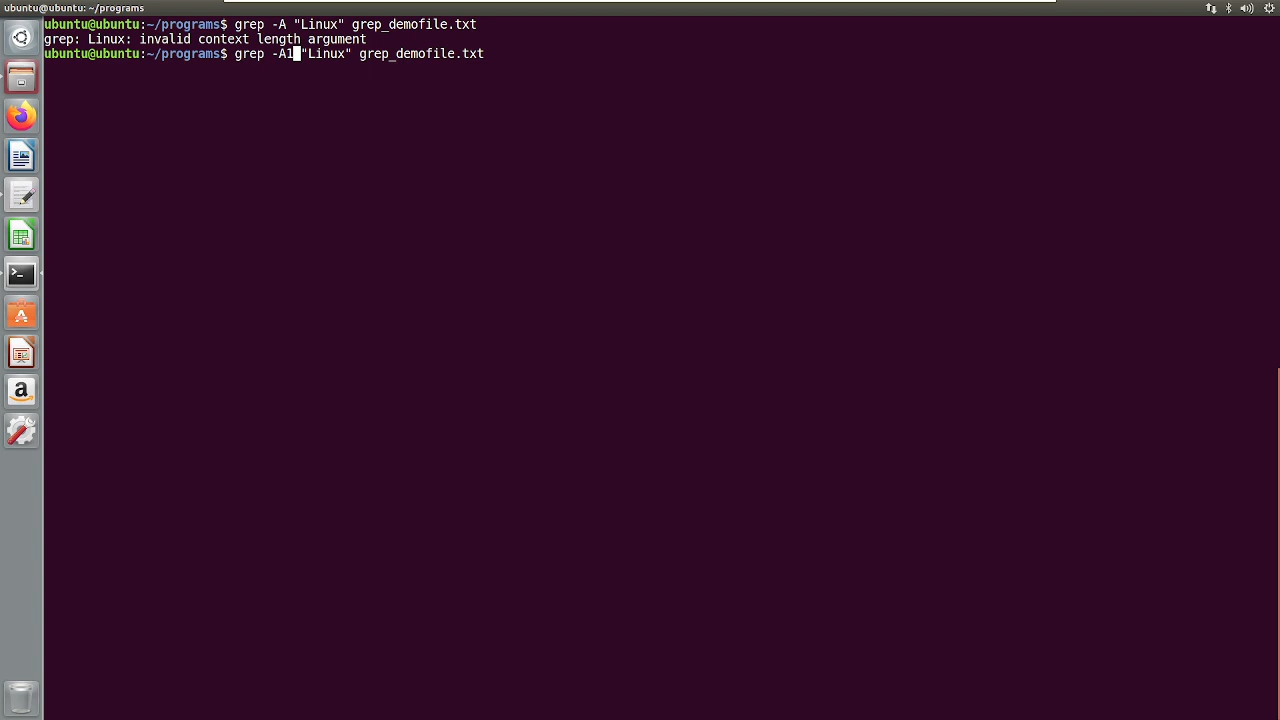 ubuntu@ubuntu: ~/programs
ubuntu@ubuntu:~/programs$ grep -A "Linux" grep_demofile.txt
grep: Linux: invalid context length argument
ubuntu@ubuntu:~/programs$ grep -A1 "Linux" grep_demofile.txt